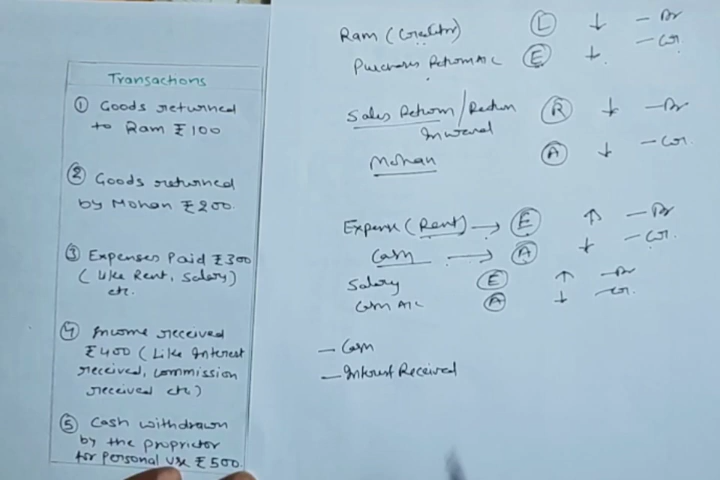 Transactions
① Goods returned
to Ram ₹100
② Goods returned
by Mohan ₹200.
③ Expenses Paid ₹300
(Like Rent, Salary)
etc.
④ Income received
₹400 (Like Interest
received, commission
received etc)
⑤ Cash withdrawn
by the proprietor
for Personal Use ₹500.
Ram (Creditor) Ⓛ ↓ - Dr
Purchases Return A/c Ⓔ ↓ - Cr.
Sales Return / Return Ⓡ ↓ - Dr
Inward
Mohan Ⓐ ↓ - Cr.
Expense (Rent) → Ⓔ ↑ - Dr
Cash → Ⓐ ↓ - Cr.
Salary Ⓔ ↑ - Dr
Cash A/c Ⓐ ↓ - Cr.
- Cash
- Interest Received